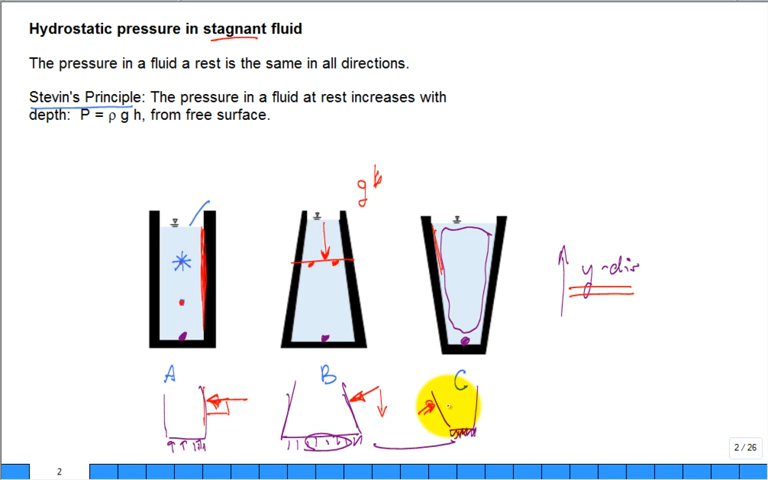 Hydrostatic pressure in stagnant fluid
The pressure in a fluid a rest is the same in all directions.
Stevin's Principle: The pressure in a fluid at rest increases with
depth: P = ρ g h, from free surface.
y-dir
A B C
2 / 26
2